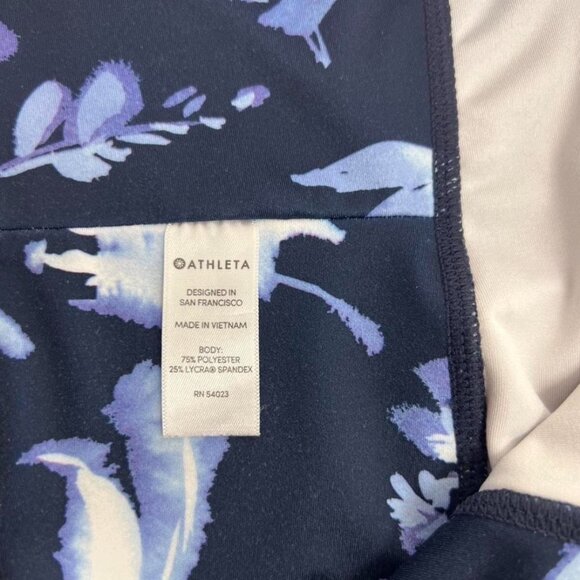 ATHLETA
DESIGNED IN
SAN FRANCISCO
MADE IN VIETNAM
BODY:
75% POLYESTER
25% LYCRA® SPANDEX
RN 54023